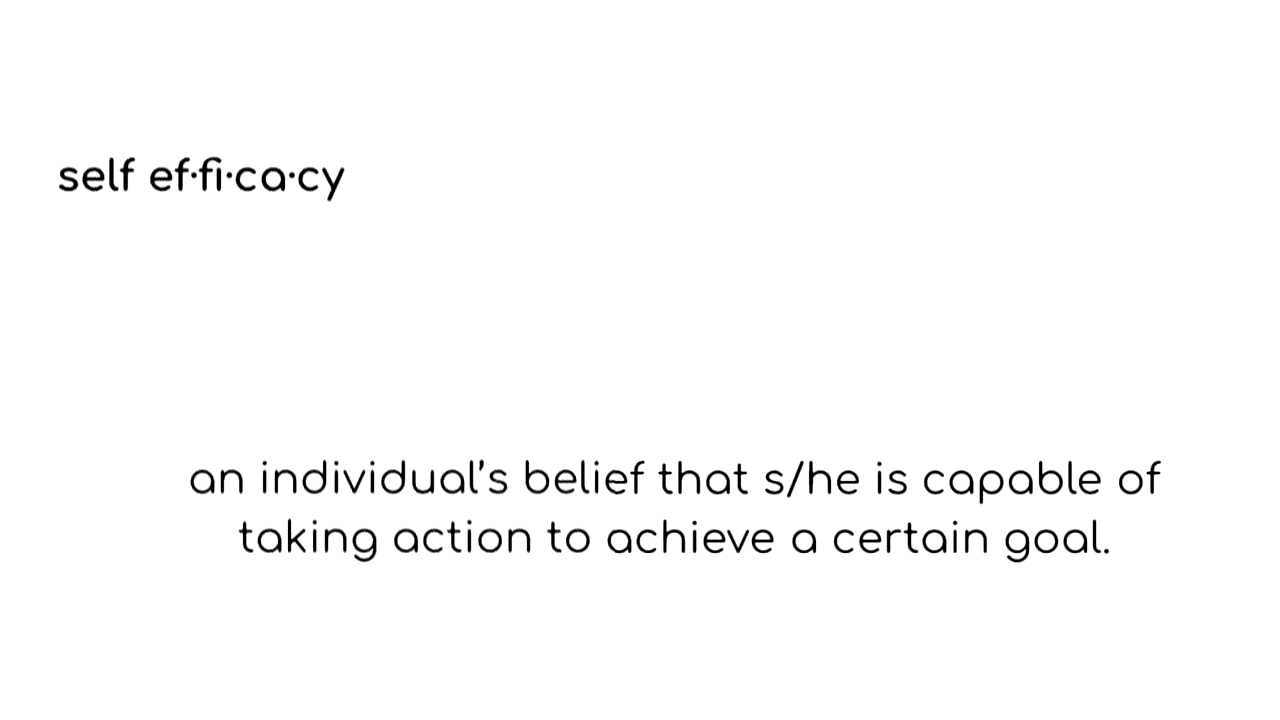 self ef·fi·ca·cy
an individual's belief that s/he is capable of
taking action to achieve a certain goal.